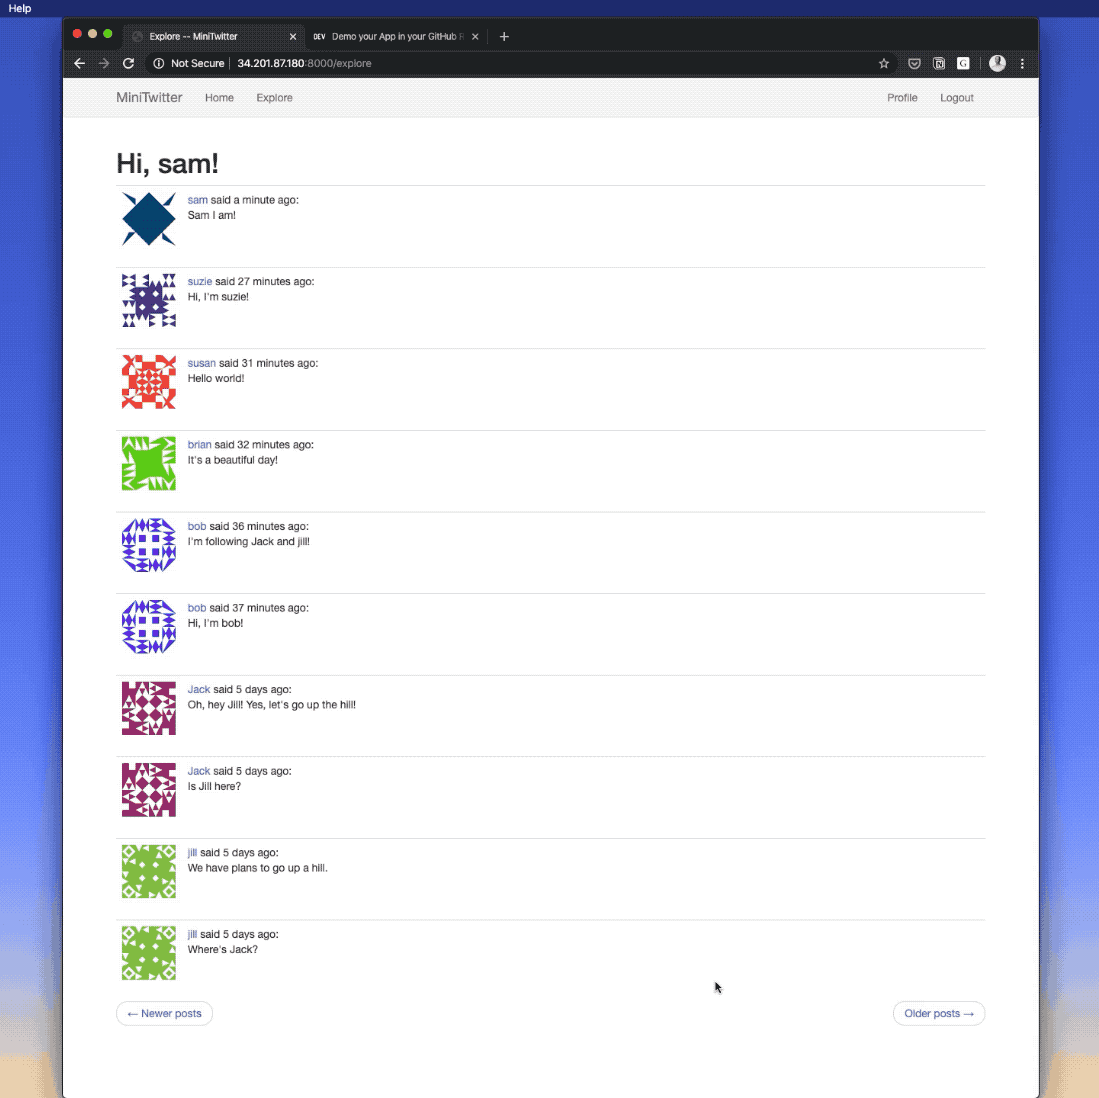 Help
Explore -- MiniTwitter
DEV Demo your App in your GitHub R
Not Secure | 34.201.87.180:8000/explore
MiniTwitter Home Explore Profile Logout
Hi, sam!
sam said a minute ago:
Sam I am!
suzie said 27 minutes ago:
Hi, I'm suzie!
susan said 31 minutes ago:
Hello world!
brian said 32 minutes ago:
It's a beautiful day!
bob said 36 minutes ago:
I'm following Jack and jill!
bob said 37 minutes ago:
Hi, I'm bob!
Jack said 5 days ago:
Oh, hey Jill! Yes, let's go up the hill!
Jack said 5 days ago:
Is Jill here?
jill said 5 days ago:
We have plans to go up a hill.
jill said 5 days ago:
Where's Jack?
← Newer posts Older posts →